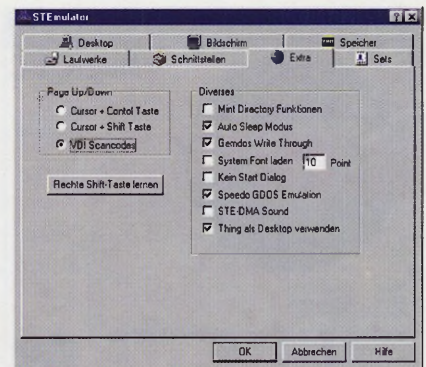 STEmulator
Desktop
Bildschirm
Speicher
Laufwerke
Schnittstellen
Extra
Sets
Page Up/Down
Cursor + Contol Taste
Cursor + Shift Taste
VDI Scancodes
Rechte Shift-Taste lernen
Diverses
Mint Directory Funktionen
Auto Sleep Modus
Gemdos Write Through
System Font laden 10 Point
Kein Start Dialog
Speedo GDOS Emulation
STE-DMA Sound
Thing als Desktop verwenden
OK
Abbrechen
Hilfe